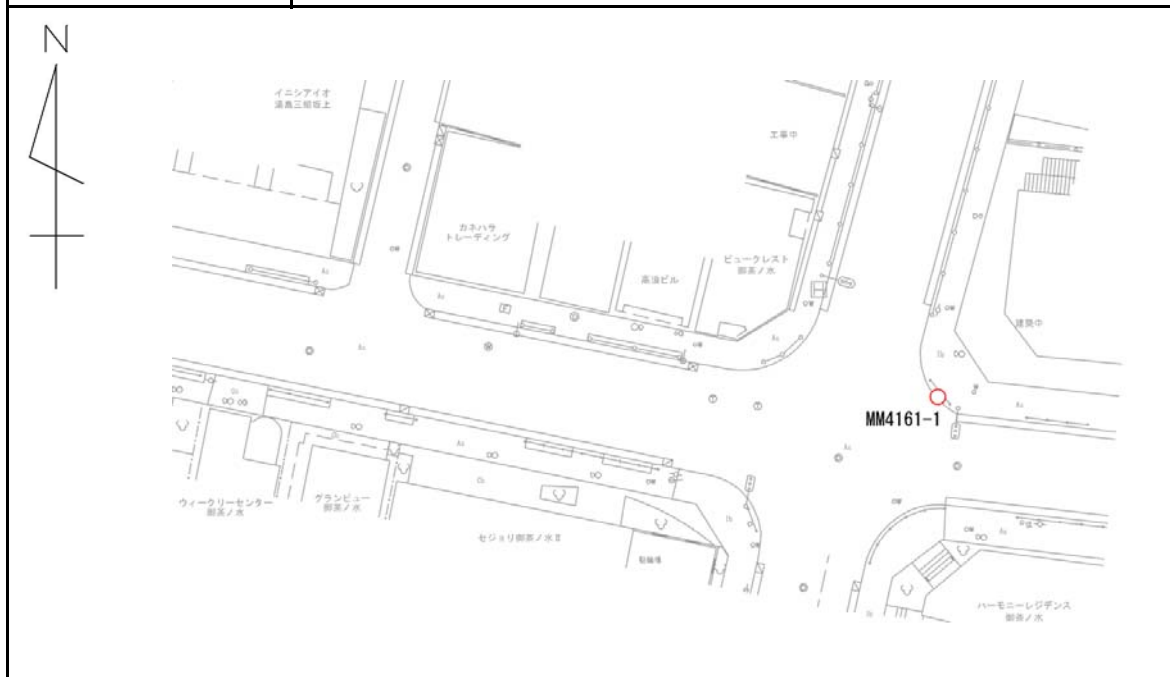 N
イニシアイオ
湯島三組坂上
工事中
カネハラ
トレーディング
ビュークレスト
御茶ノ水
高浪ビル
建築中
MM4161-1
ウィークリーセンター
御茶ノ水
グランビュー
御茶ノ水
セジョリ御茶ノ水Ⅱ
駐輪場
ハーモニーレジデンス
御茶ノ水